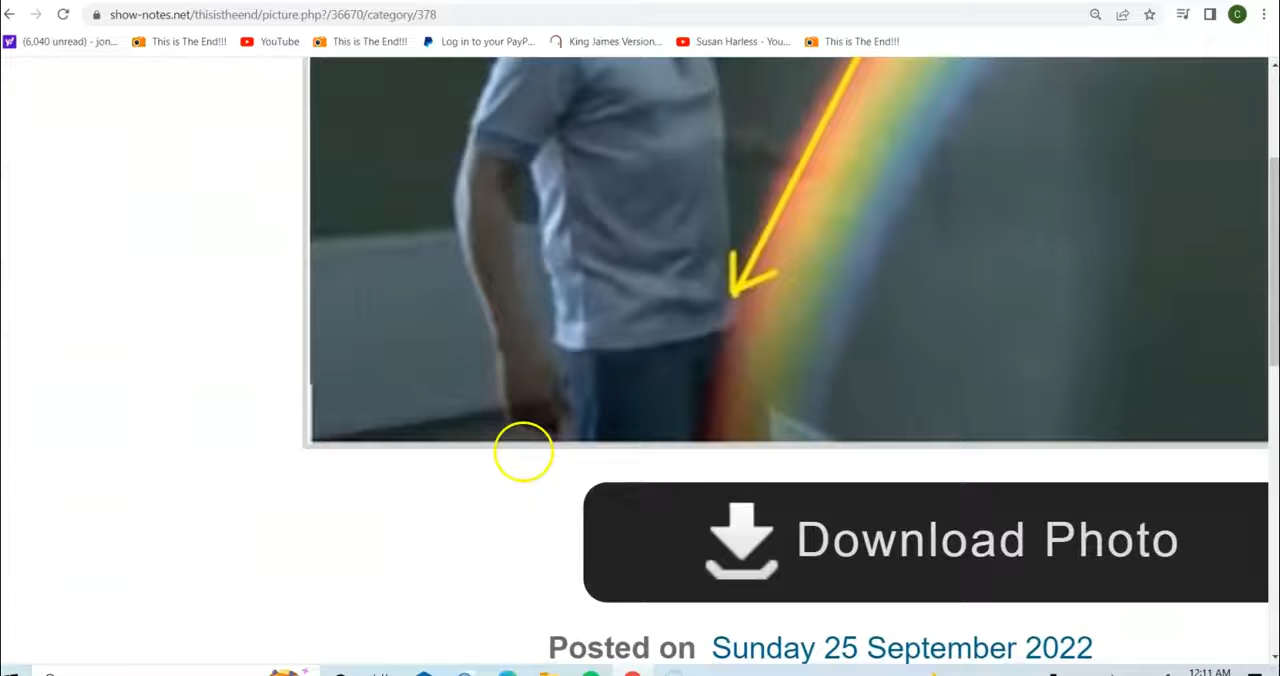 show-notes.net/thisistheend/picture.php?/36670/category/378
(6,040 unread) - jon... This is The End!!! YouTube This is The End!!! Log in to your PayP... King James Version... Susan Harless - You... This is The End!!!
C
Download Photo
Posted on Sunday 25 September 2022
12:11 AM